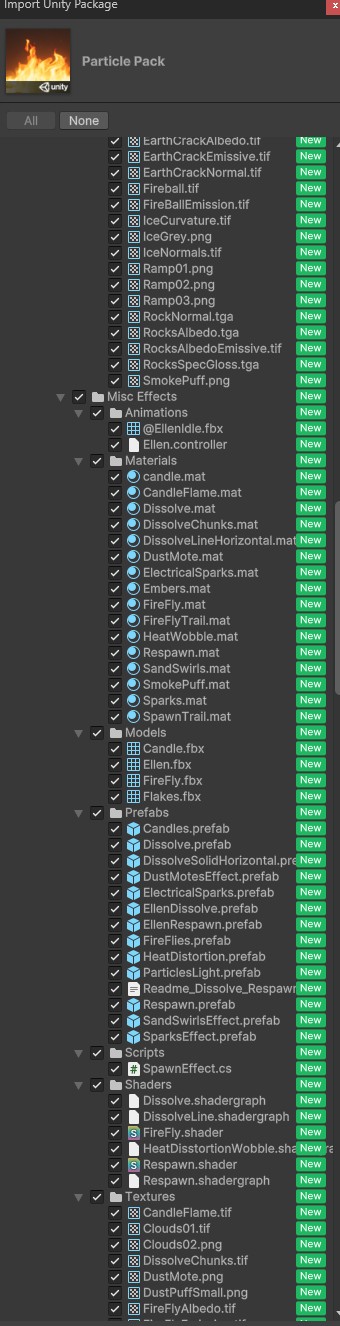 Import Unity Package
x
unity
Particle Pack
All None
EarthCrackAlbedo.tif New
EarthCrackEmissive.tif New
EarthCrackNormal.tif New
Fireball.tif New
FireBallEmission.tif New
IceCurvature.tif New
IceGrey.png New
IceNormals.tif New
Ramp01.png New
Ramp02.png New
Ramp03.png New
RockNormal.tga New
RocksAlbedo.tga New
RocksAlbedoEmissive.tif New
RocksSpecGloss.tga New
SmokePuff.png New
Misc Effects New
Animations New
@EllenIdle.fbx New
Ellen.controller New
Materials New
candle.mat New
CandleFlame.mat New
Dissolve.mat New
DissolveChunks.mat New
DissolveLineHorizontal.mat New
DustMote.mat New
ElectricalSparks.mat New
Embers.mat New
FireFly.mat New
FireFlyTrail.mat New
HeatWobble.mat New
Respawn.mat New
SandSwirls.mat New
SmokePuff.mat New
Sparks.mat New
SpawnTrail.mat New
Models New
Candle.fbx New
Ellen.fbx New
FireFly.fbx New
Flakes.fbx New
Prefabs New
Candles.prefab New
Dissolve.prefab New
DissolveSolidHorizontal.pre New
DustMotesEffect.prefab New
ElectricalSparks.prefab New
EllenDissolve.prefab New
EllenRespawn.prefab New
FireFlies.prefab New
HeatDistortion.prefab New
ParticlesLight.prefab New
Readme_Dissolve_Respawn New
Respawn.prefab New
SandSwirlsEffect.prefab New
SparksEffect.prefab New
Scripts New
SpawnEffect.cs New
Shaders New
Dissolve.shadergraph New
DissolveLine.shadergraph New
FireFly.shader New
HeatDisstortionWobble.sha New
Respawn.shader New
Respawn.shadergraph New
Textures New
CandleFlame.tif New
Clouds01.tif New
Clouds02.png New
DissolveChunks.tif New
DustMote.png New
DustPuffSmall.png New
FireFlyAlbedo.tif New